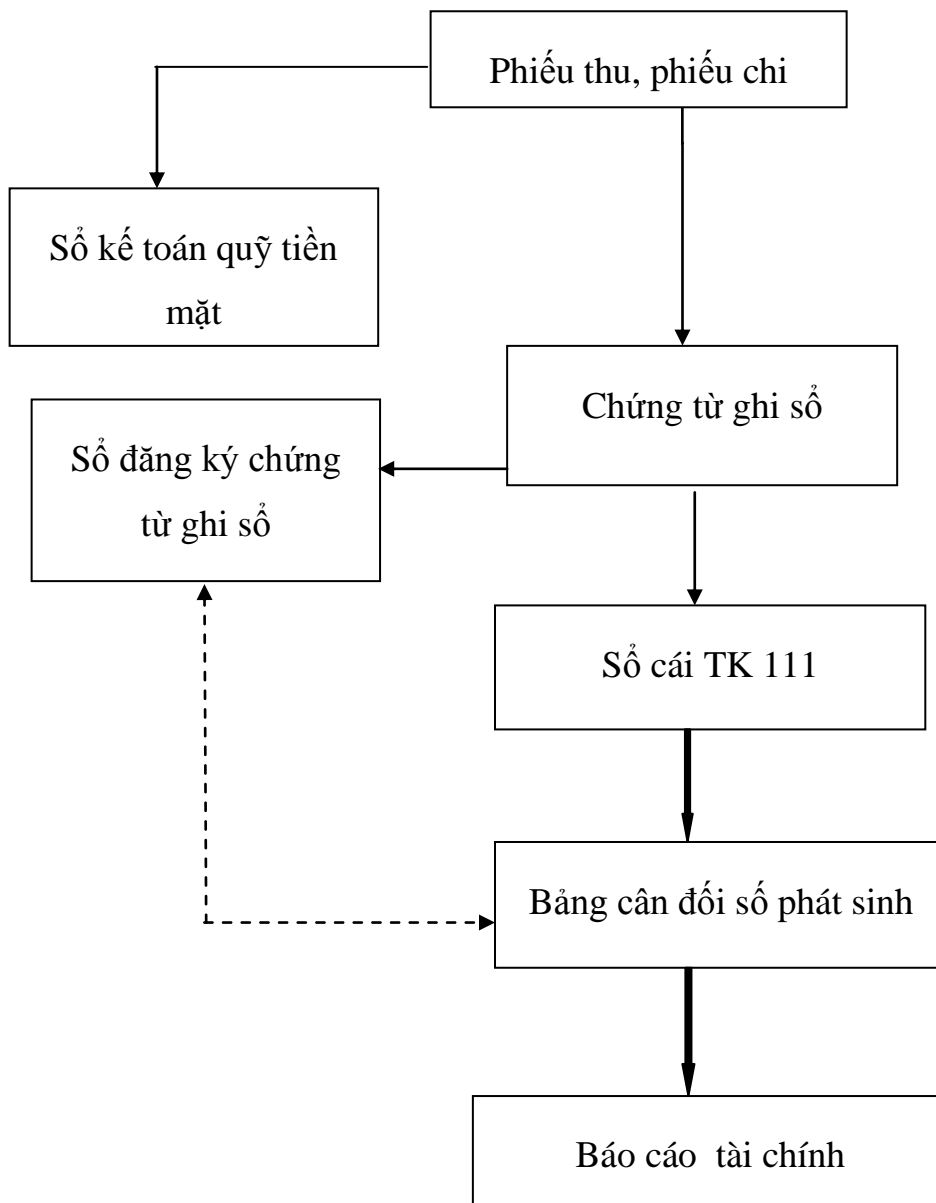 Phiếu thu, phiếu chi
Sổ kế toán quỹ tiền
mặt
Chứng từ ghi sổ
Sổ đăng ký chứng
từ ghi sổ
Sổ cái TK 111
Bảng cân đối số phát sinh
Báo cáo tài chính